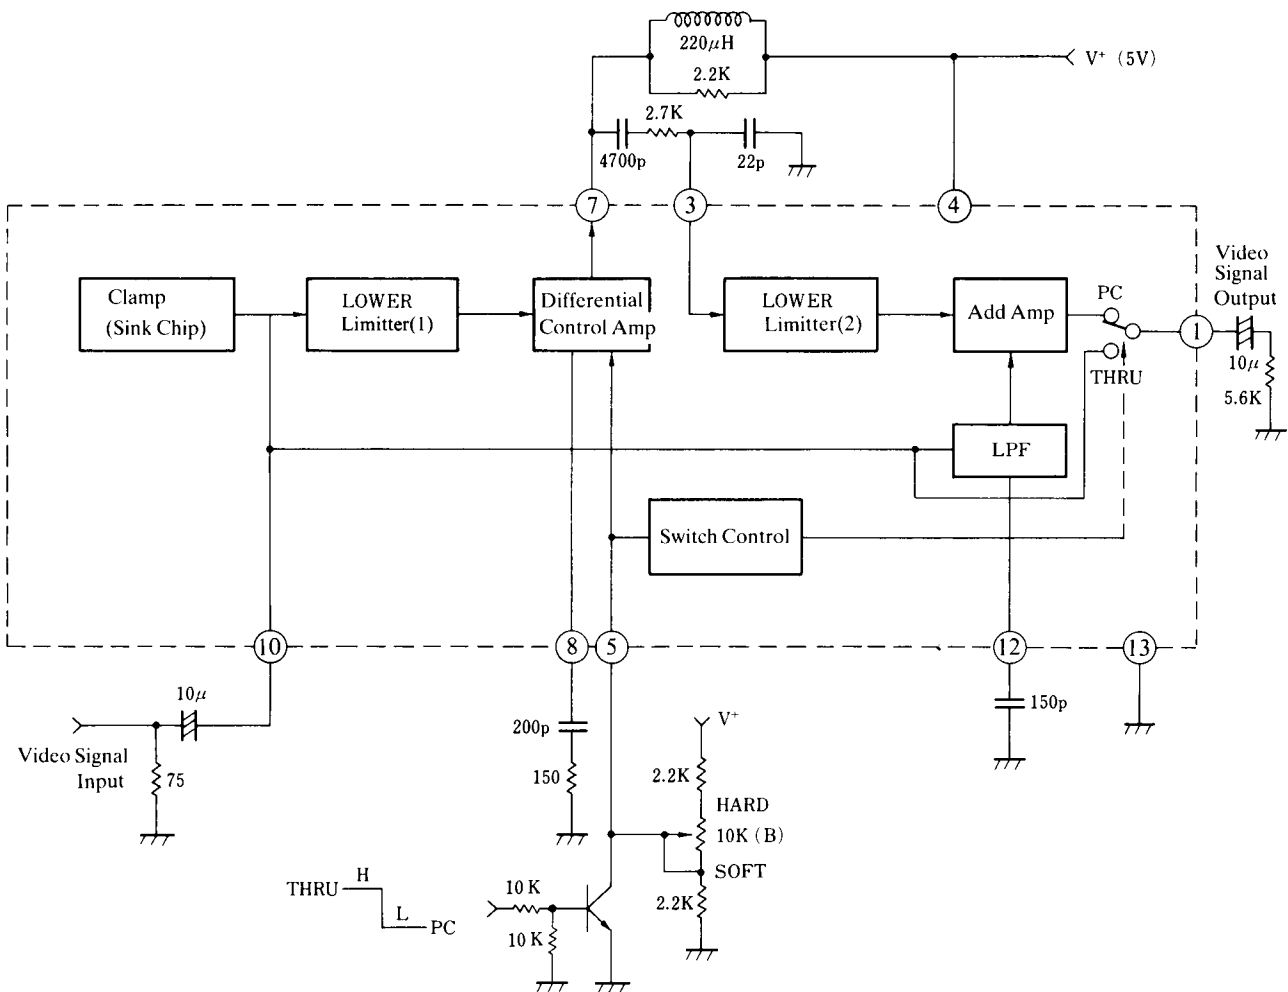 220μH
2.2K
V⁺ (5V)
2.7K
4700p
22p
7
3
4
Clamp
(Sink Chip)
LOWER
Limitter(1)
Differential
Control Amp
LOWER
Limitter(2)
Add Amp
PC
THRU
1
Video
Signal
Output
10μ
5.6K
LPF
Switch Control
10
8
5
12
13
10μ
Video Signal
Input
75
200p
150
V⁺
2.2K
HARD
10K (B)
SOFT
2.2K
150p
THRU
H
L
PC
10 K
10 K